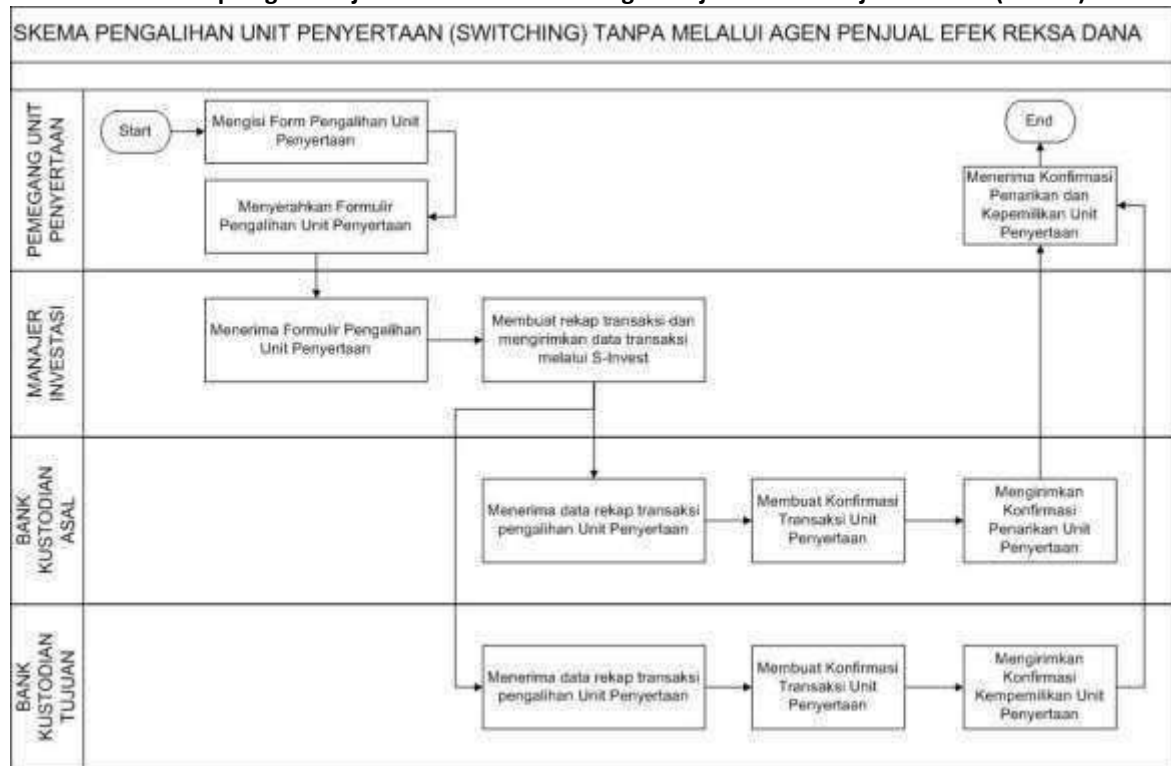 SKEMA PENGALIHAN UNIT PENYERTAAN (SWITCHING) TANPA MELALUI AGEN PENJUAL EFEK REKSA DANA
PEMEGANG UNIT
PENYERTAAN
Start
Mengisi Form Pengalihan Unit
Penyertaan
Menyerahkan Formulir
Pengalihan Unit Penyertaan
End
Menerima Konfirmasi
Penarikan dan
Kepemilikan Unit
Penyertaan
MANAJER
INVESTASI
Menerima Formulir Pengalihan
Unit Penyertaan
Membuat rekap transaksi dan
mengirimkan data transaksi
melalui S-Invest
BANK
KUSTODIAN
ASAL
Menerima data rekap transaksi
pengalihan Unit Penyertaan
Membuat Konfirmasi
Transaksi Unit
Penyertaan
Mengirimkan
Konfirmasi
Penarikan Unit
Penyertaan
BANK
KUSTODIAN
TUJUAN
Menerima data rekap transaksi
pengalihan Unit Penyertaan
Membuat Konfirmasi
Transaksi Unit
Penyertaan
Mengirimkan
Konfirmasi
Kempemilikan Unit
Penyertaan